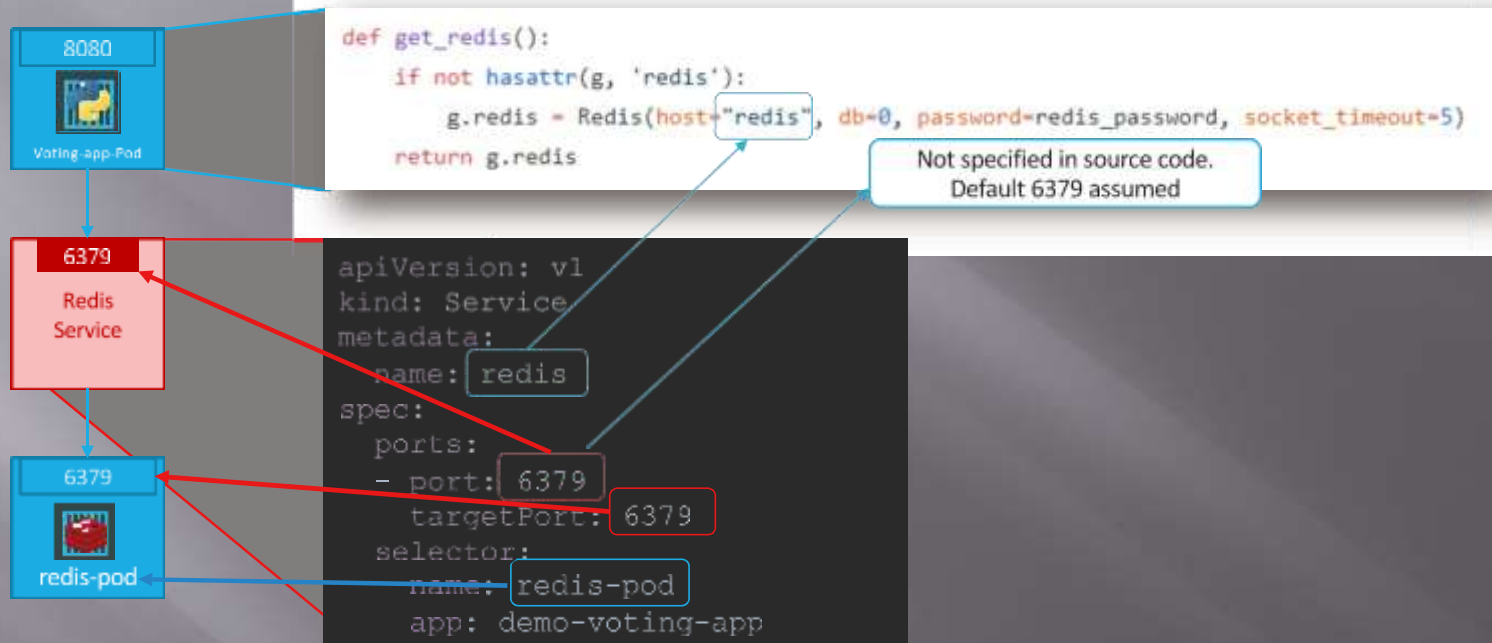 8080
Voting-app-Pod
def get_redis():
if not hasattr(g, 'redis'):
g.redis = Redis(host="redis", db=0, password=redis_password, socket_timeout=5)
return g.redis
Not specified in source code.
Default 6379 assumed
6379
Redis
Service
apiVersion: v1
kind: Service
metadata:
name: redis
spec:
ports:
- port: 6379
targetPort: 6379
selector:
name: redis-pod
app: demo-voting-app
6379
redis-pod